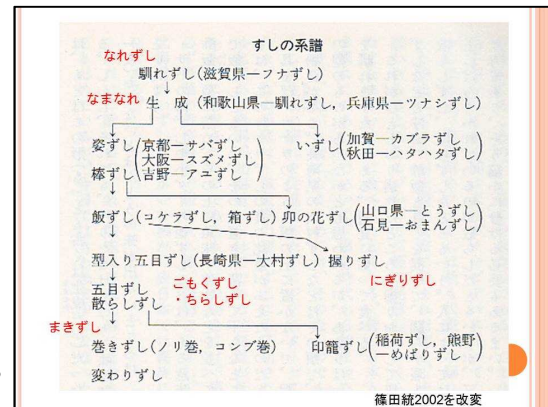 すしの系譜
なれずし
馴れずし(滋賀県―フナずし)
なまなれ
生 成(和歌山県―馴れずし，兵庫県―ツナシずし)
姿ずし(京都―サバずし
大阪―スズメずし
棒ずし 吉野―アユずし)
いずし(加賀―カブラずし
秋田―ハタハタずし)
飯ずし(コケラずし，箱ずし) 卯の花ずし(山口県―とうずし
石見―おまんずし)
型入り五目ずし(長崎県―大村ずし) 握りずし
にぎりずし
五目ずし
散らしずし
ごもくずし
・ちらしずし
まきずし
巻きずし(ノリ巻，コンブ巻) 印籠ずし(稲荷ずし，熊野
―めはりずし)
変わりずし
篠田統2002を改変